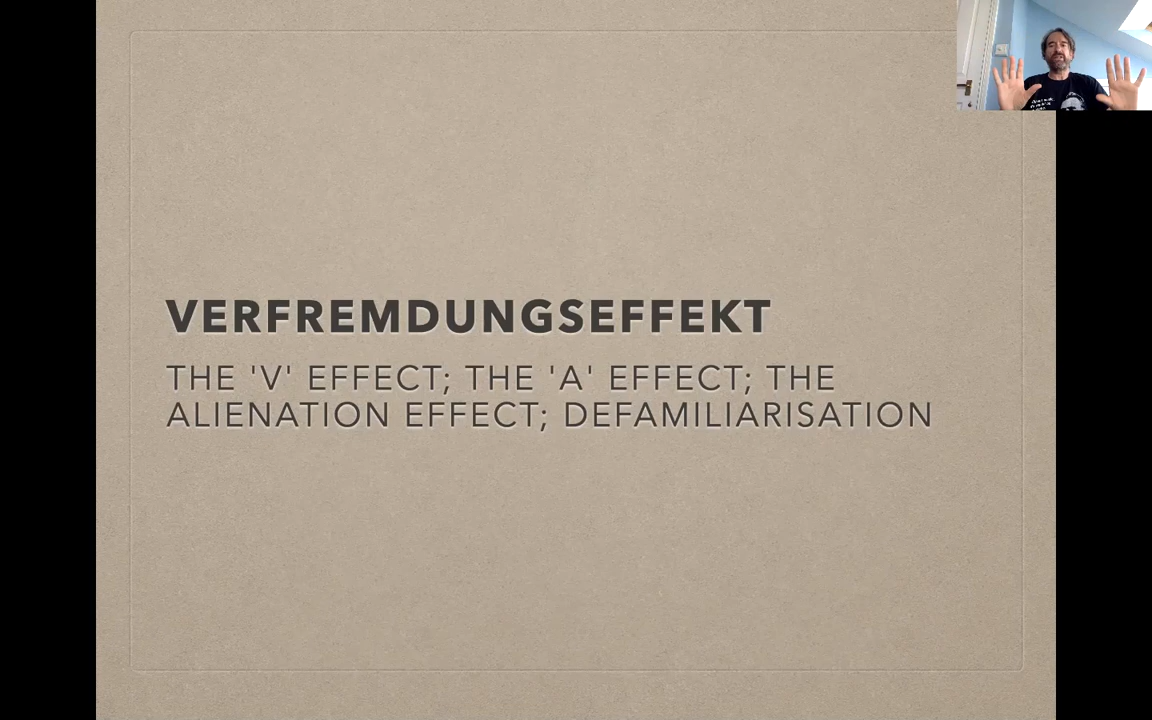 VERFREMDUNGSEFFEKT
THE 'V' EFFECT; THE 'A' EFFECT; THE
ALIENATION EFFECT; DEFAMILIARISATION